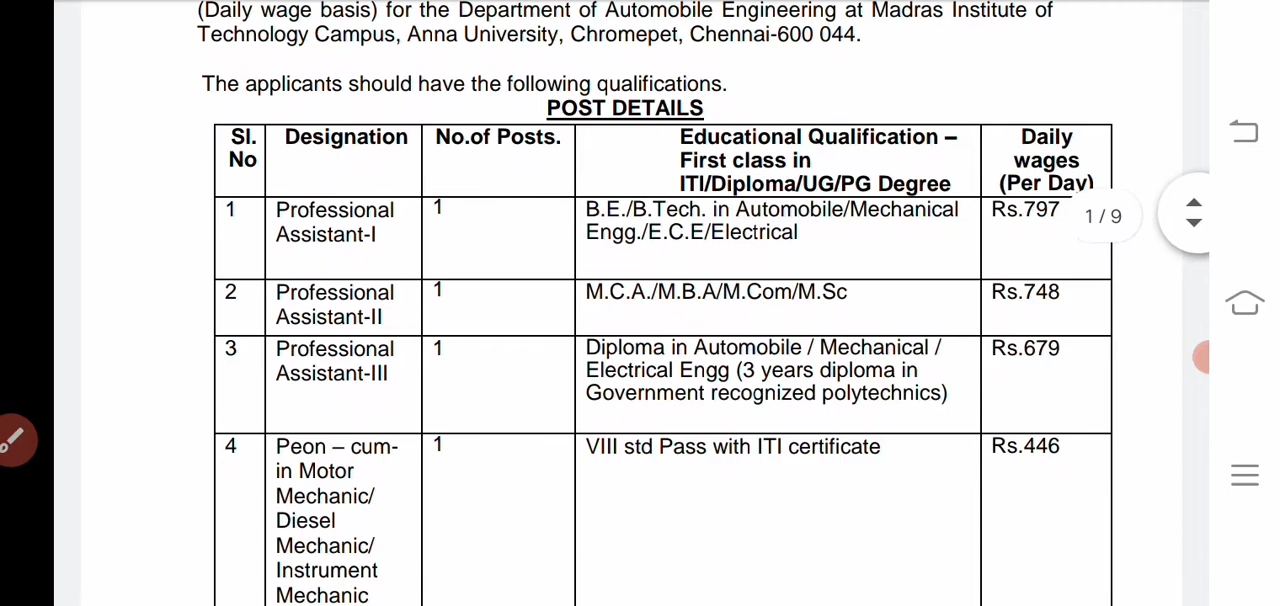 (Daily wage basis) for the Department of Automobile Engineering at Madras Institute of
Technology Campus, Anna University, Chromepet, Chennai-600 044.
The applicants should have the following qualifications.
POST DETAILS
Sl. No Designation No.of Posts. Educational Qualification – First class in ITI/Diploma/UG/PG Degree Daily wages (Per Day)
1 Professional Assistant-I 1 B.E./B.Tech. in Automobile/Mechanical Engg./E.C.E/Electrical Rs.797
1 / 9
2 Professional Assistant-II 1 M.C.A./M.B.A/M.Com/M.Sc Rs.748
3 Professional Assistant-III 1 Diploma in Automobile / Mechanical / Electrical Engg (3 years diploma in Government recognized polytechnics) Rs.679
4 Peon – cum- in Motor Mechanic/ Diesel Mechanic/ Instrument Mechanic 1 VIII std Pass with ITI certificate Rs.446